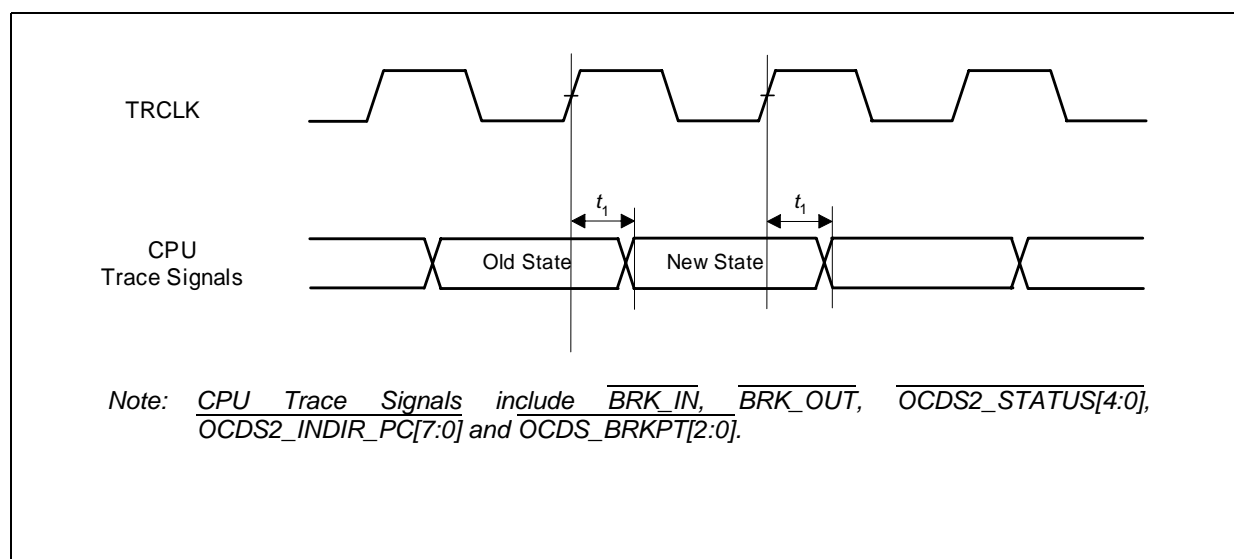 TRCLK
t1
t1
CPU
Trace Signals
Old State
New State
Note: CPU Trace Signals include BRK_IN, BRK_OUT, OCDS2_STATUS[4:0],
OCDS2_INDIR_PC[7:0] and OCDS_BRKPT[2:0].